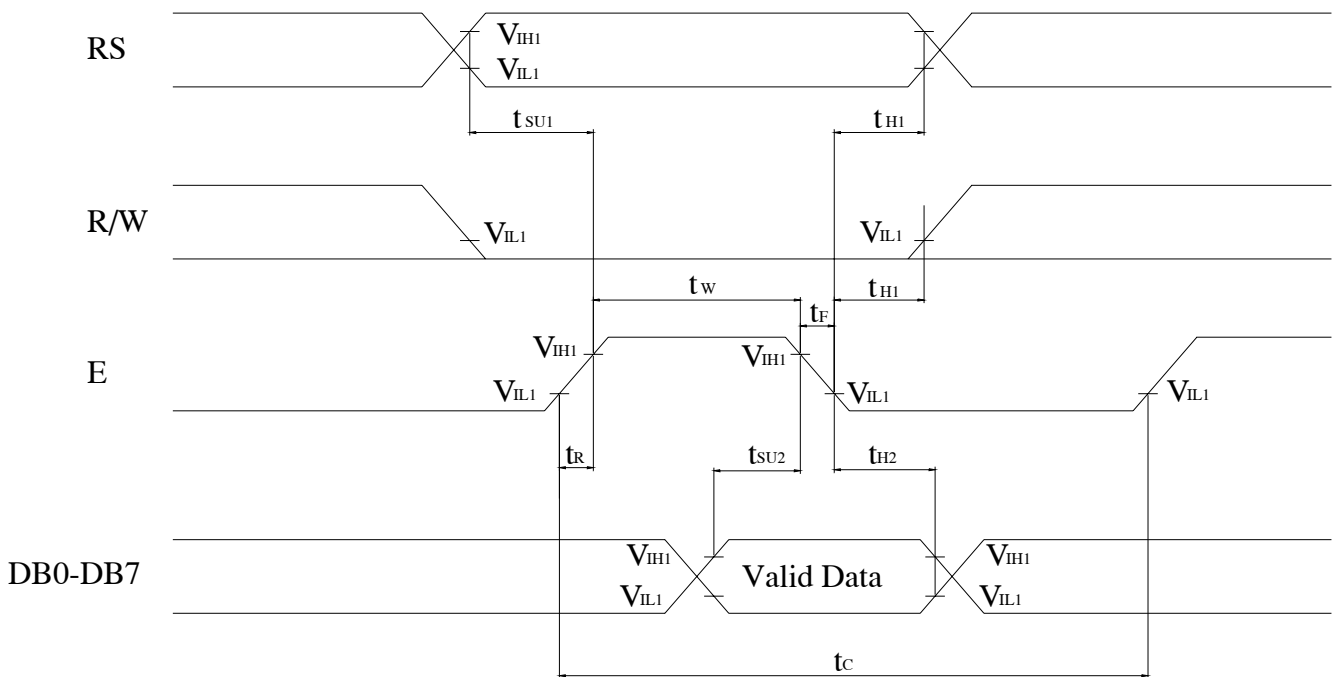 RS
VIH1
VIL1
tSU1
tH1
R/W
VIL1
VIL1
tW
tH1
tF
E
VIH1
VIH1
VIL1
VIL1
VIL1
tR
tSU2
tH2
DB0-DB7
VIH1
Valid Data
VIH1
VIL1
VIL1
tC